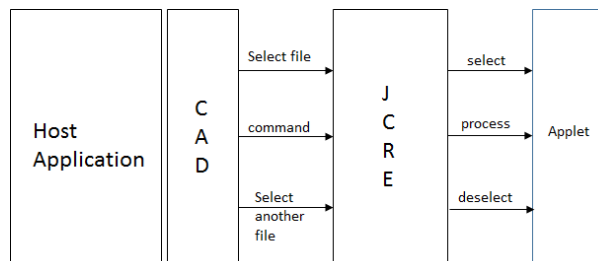 Host
Application
C
A
D
Select file
command
Select
another
file
J
C
R
E
select
process
deselect
Applet